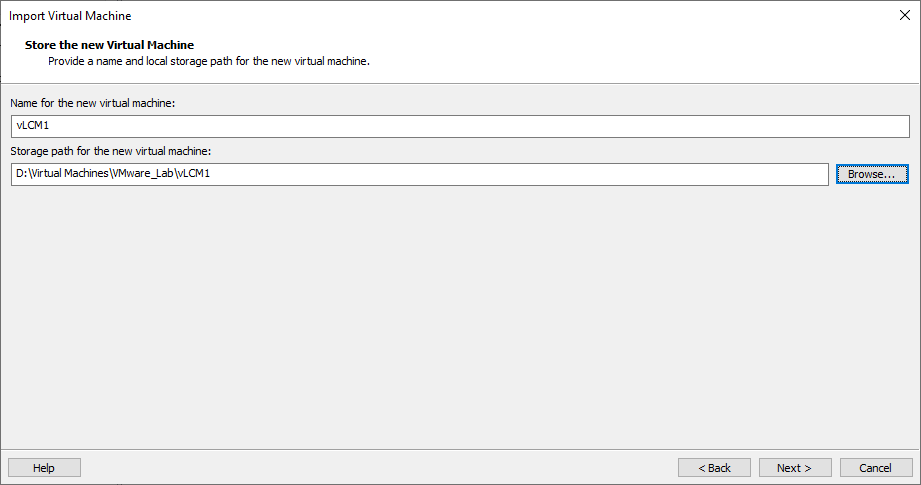 Import Virtual Machine
Store the new Virtual Machine
Provide a name and local storage path for the new virtual machine.
Name for the new virtual machine:
vLCM1
Storage path for the new virtual machine:
D:\Virtual Machines\VMware_Lab\vLCM1
Browse...
Help
< Back
Next >
Cancel